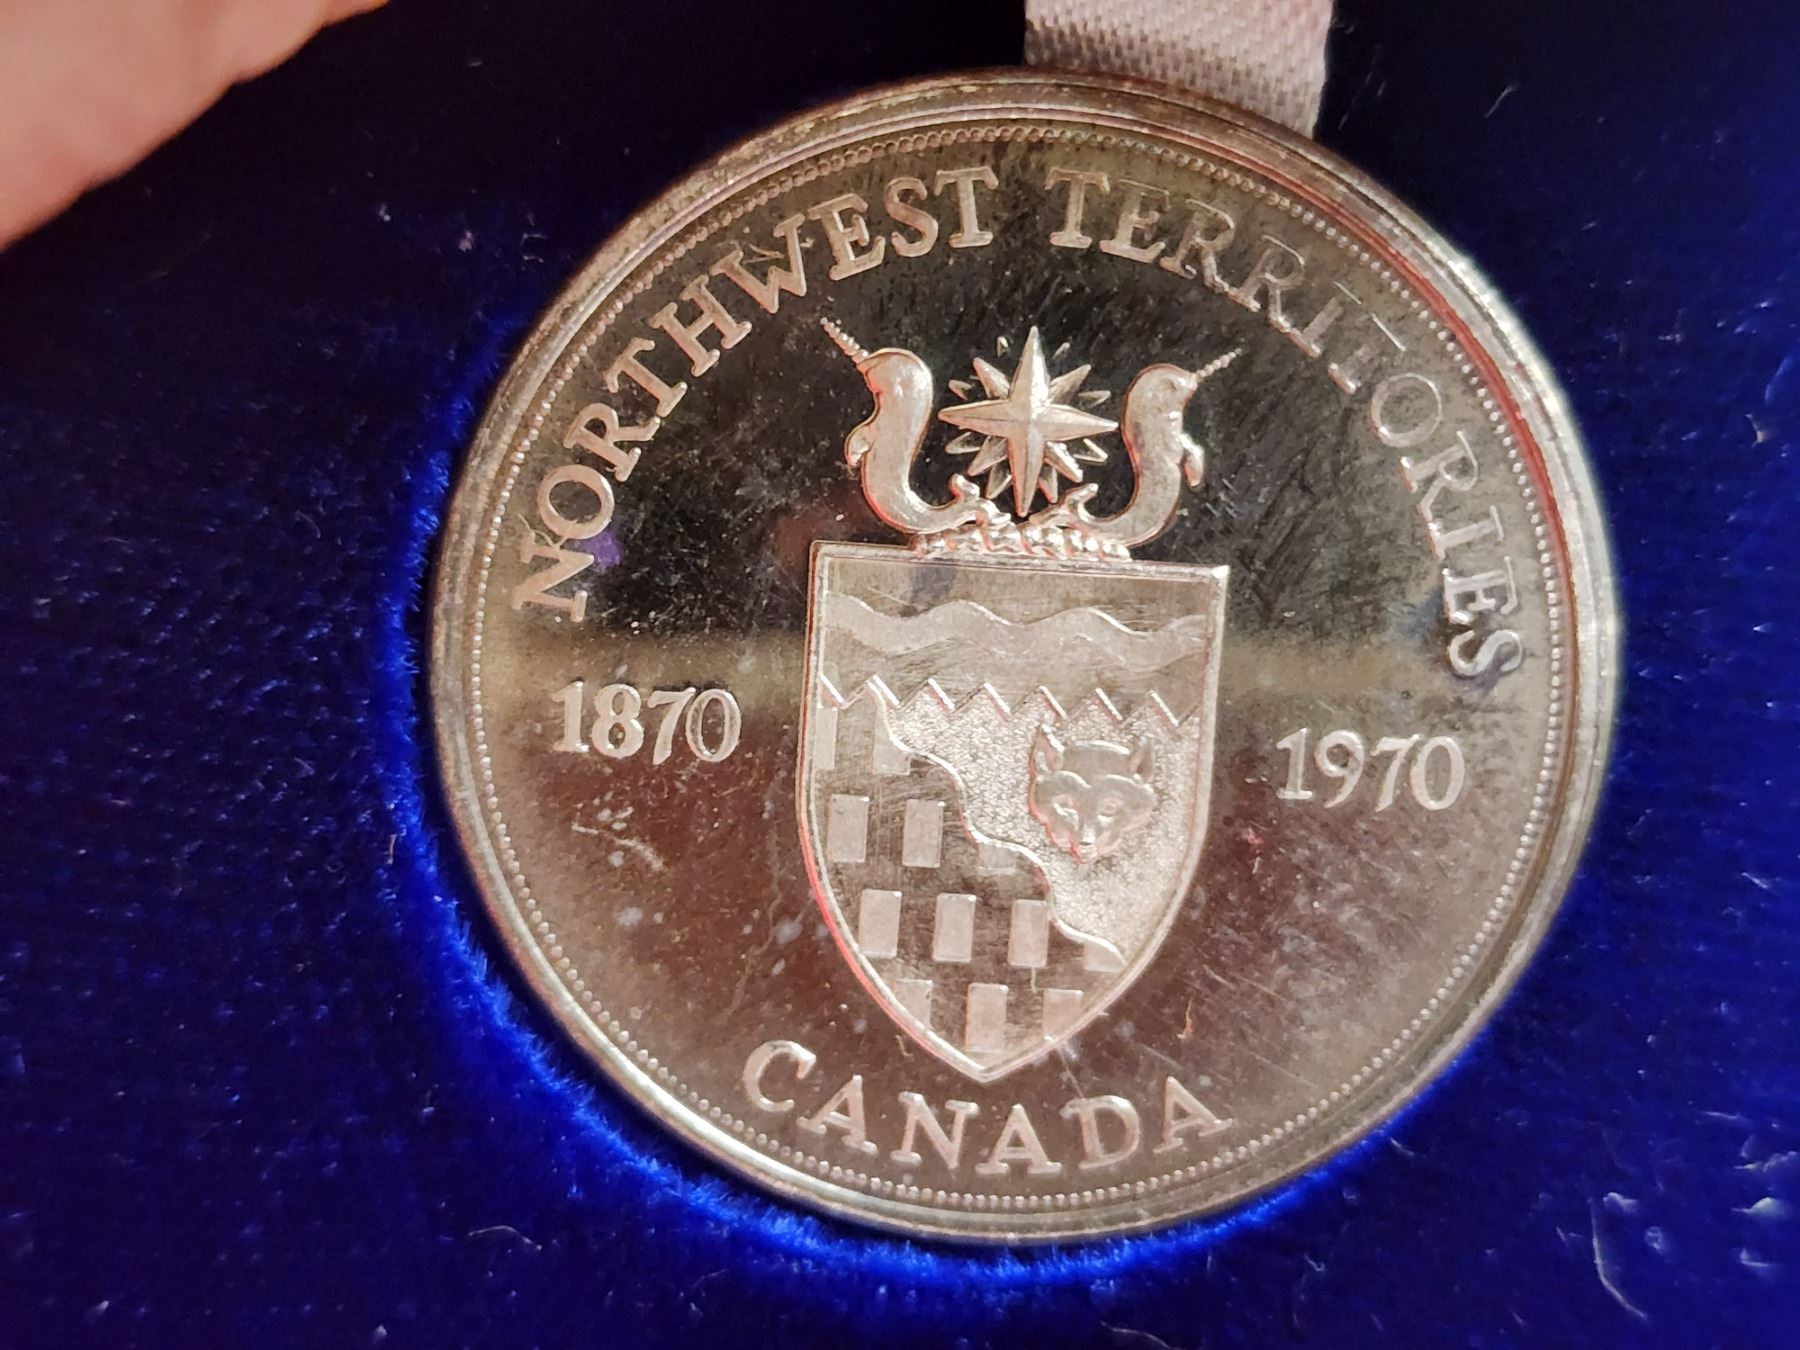 NORTHWEST TERRITORIES
1870 1970
CANADA